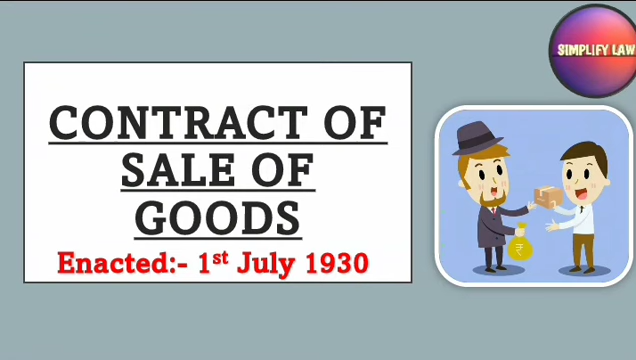 SIMPLIFY LAW
CONTRACT OF
SALE OF
GOODS
Enacted:- 1st July 1930
₹